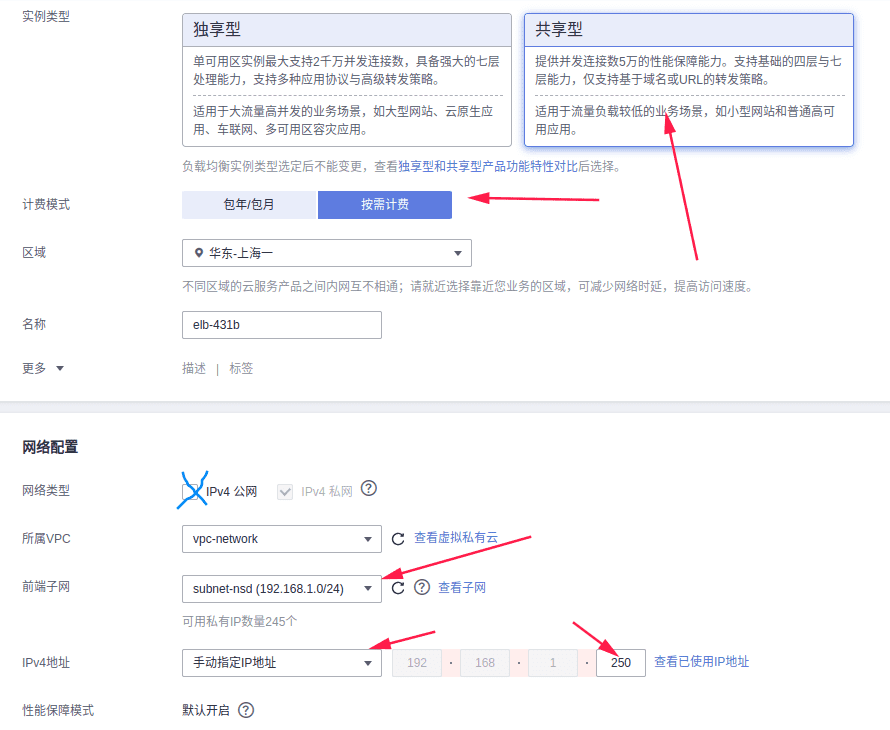 实例类型
独享型
单可用区实例最大支持2千万并发连接数，具备强大的七层
处理能力，支持多种应用协议与高级转发策略。
适用于大流量高并发的业务场景，如大型网站、云原生应
用、车联网、多可用区容灾应用。
共享型
提供并发连接数5万的性能保障能力。支持基础的四层与七
层能力，仅支持基于域名或URL的转发策略。
适用于流量负载较低的业务场景，如小型网站和普通高可
用应用。
负载均衡实例类型选定后不能变更，查看独享型和共享型产品功能特性对比后选择。
计费模式
包年/包月
按需计费
区域
华东-上海一
不同区域的云服务产品之间内网互不相通；请就近选择靠近您业务的区域，可减少网络时延，提高访问速度。
名称
elb-431b
更多
描述 | 标签
网络配置
网络类型
IPv4 公网
IPv4 私网 ?
所属VPC
vpc-network
查看虚拟私有云
前端子网
subnet-nsd (192.168.1.0/24)
? 查看子网
可用私有IP数量245个
IPv4地址
手动指定IP地址
192 · 168 · 1 · 250
查看已使用IP地址
性能保障模式
默认开启 ?